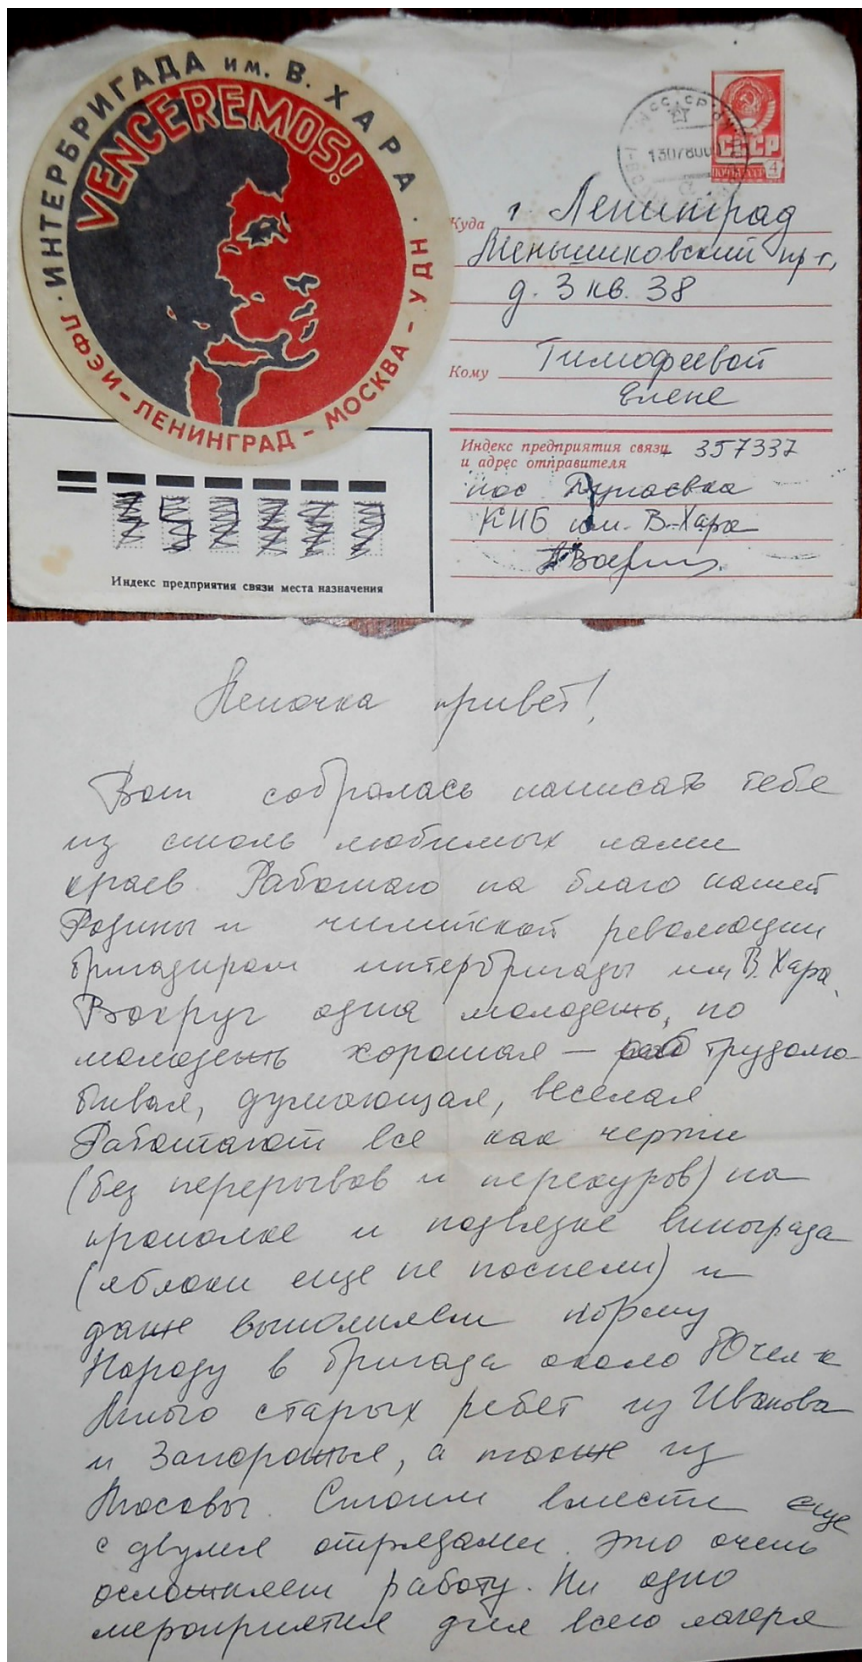 ИНТЕРБРИГАДА им. В. ХАРА
VENCEREMOS!
ЛФЭИ-ЛЕНИНГРАД-МОСКВА-УДН
130780
СССР
4
Куда г. Ленинград
Меньшиковский пр-т,
д. 3 кв. 38
Кому Тимофеевой
Елене
Индекс предприятия связи 357337
и адрес отправителя
пос
КИБ им. В. Хара
Индекс предприятия связи места назначения
Леночка привет!
Вот собралась написать тебе
из столь любимых нами
краев. Работаю на благо нашей
Родины и чилийской революции
бригадиром интербригады им В. Хара.
Вокруг одна молодежь, но
молодежь хорошая — трудолю
бивая, думающая, веселая
Работают все как черти
(без перерывов и перекуров) на
прополке и подвязке винограда
(яблоки еще не поспели) и
даже выполняем норму
Народу в бригаде около 80 чел-к
Много старых ребят из Иванова
и Запорожья, а также из
Москвы. Стоим вместе еще
с двумя отрядами. Это очень
осложняет работу. Ни одно
мероприятия для всего лагеря